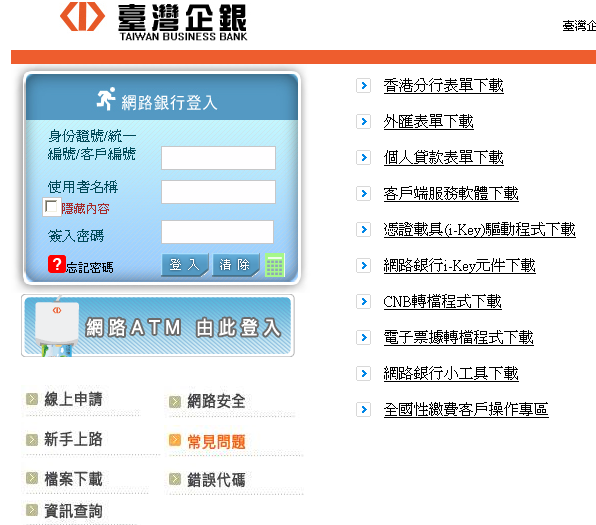 臺灣企銀
TAIWAN BUSINESS BANK
臺灣企
網路銀行登入
身份證號/統一
編號/客戶編號
使用者名稱
隱藏內容
簽入密碼
?忘記密碼
登 入
清 除
網路ATM 由此登入
線上申請
網路安全
新手上路
常見問題
檔案下載
錯誤代碼
資訊查詢
香港分行表單下載
外匯表單下載
個人貸款表單下載
客戶端服務軟體下載
憑證載具(i-Key)驅動程式下載
網路銀行i-Key元件下載
CNB轉檔程式下載
電子票據轉檔程式下載
網路銀行小工具下載
全國性繳費客戶操作專區